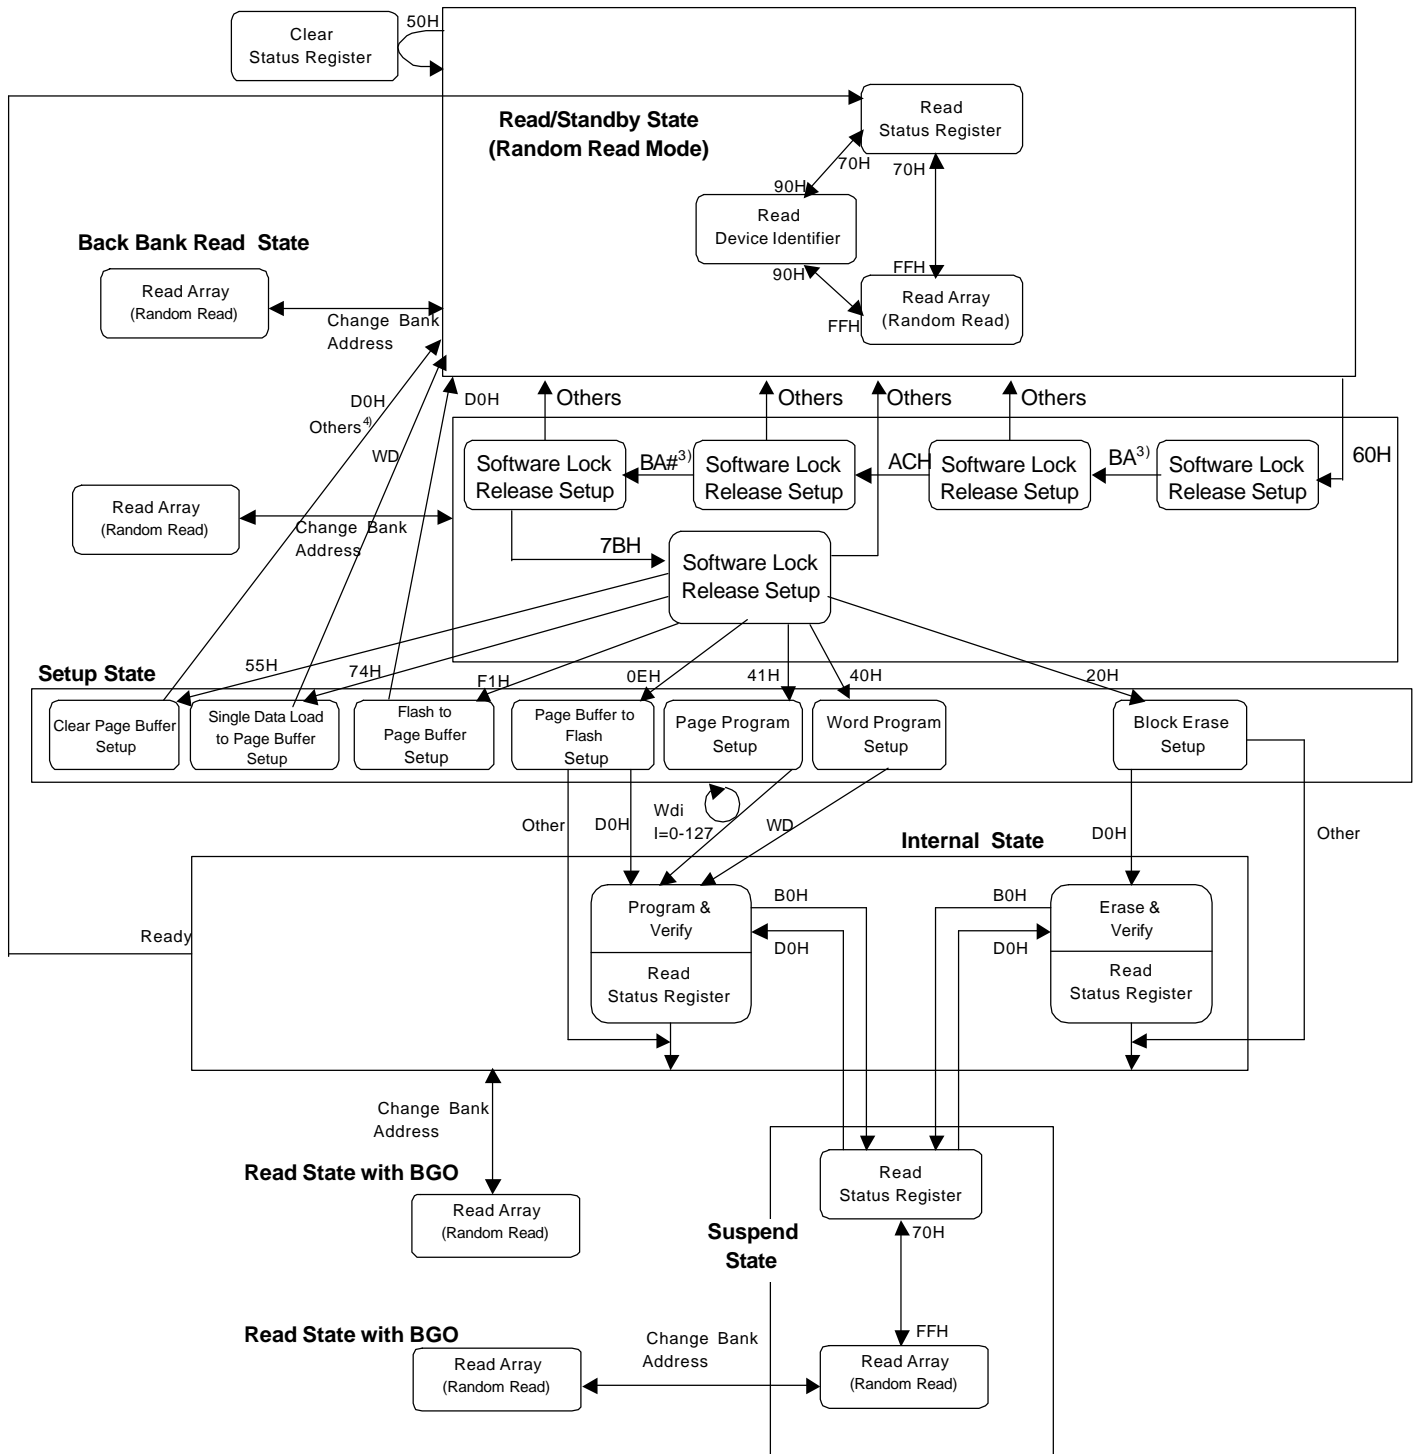 50H
Clear
Status Register
Read/Standby State
(Random Read Mode)
Read
Status Register
70H
70H
90H
Read
Device Identifier
90H
FFH
FFH
Read Array
(Random Read)
Back Bank Read State
Read Array
(Random Read)
Change Bank
Address
D0H
Others4)
WD
D0H
Others
Others
Others
Others
60H
Software Lock
Release Setup
BA#3)
Software Lock
Release Setup
ACH
Software Lock
Release Setup
BA3)
Software Lock
Release Setup
Read Array
(Random Read)
Change Bank
Address
7BH
Software Lock
Release Setup
Setup State
55H
74H
F1H
0EH
41H
40H
20H
Clear Page Buffer
Setup
Single Data Load
to Page Buffer
Setup
Flash to
Page Buffer
Setup
Page Buffer to
Flash
Setup
Page Program
Setup
Word Program
Setup
Block Erase
Setup
Other
D0H
Wdi
I=0-127
WD
Internal State
D0H
Other
Ready
Program &
Verify
Read
Status Register
B0H
D0H
B0H
D0H
Erase &
Verify
Read
Status Register
Change Bank
Address
Read State with BGO
Read Array
(Random Read)
Suspend
State
Read
Status Register
70H
FFH
Read State with BGO
Read Array
(Random Read)
Change Bank
Address
Read Array
(Random Read)